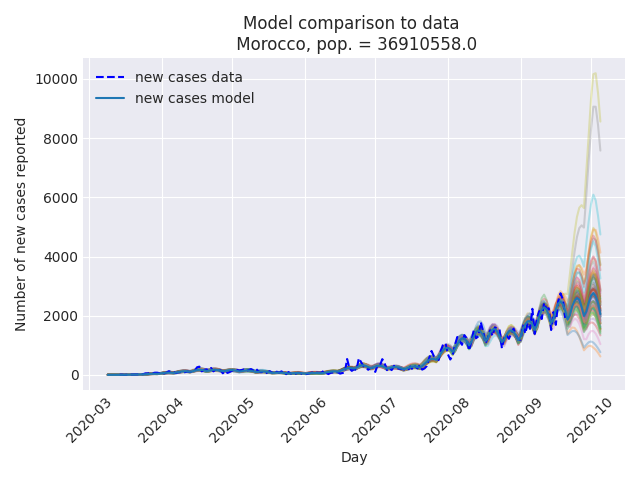 Model comparison to data
Morocco, pop. = 36910558.0
new cases data
new cases model
Number of new cases reported
10000
8000
6000
4000
2000
0
2020-03
2020-04
2020-05
2020-06
2020-07
2020-08
2020-09
2020-10
Day